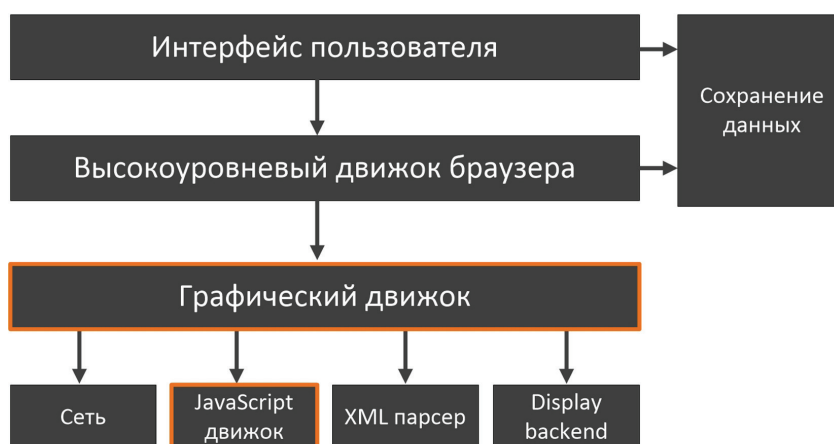 Интерфейс пользователя
Сохранение
данных
Высокоуровневый движок браузера
Графический движок
Сеть
JavaScript
движок
XML парсер
Display
backend